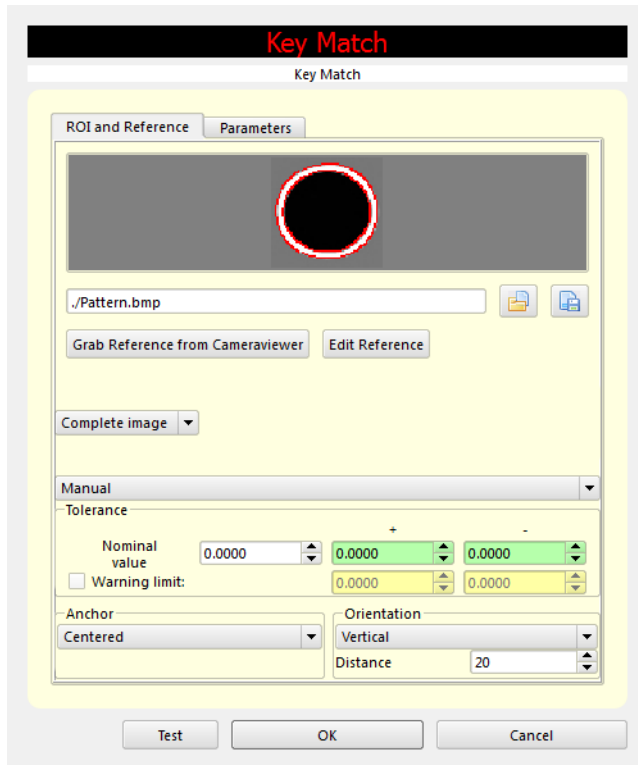 Key Match
Key Match
ROI and Reference Parameters
./Pattern.bmp
Grab Reference from Cameraviewer Edit Reference
Complete image
Manual
Tolerance
+ -
Nominal value 0.0000 0.0000 0.0000
Warning limit: 0.0000 0.0000
Anchor Orientation
Centered Vertical
Distance 20
Test OK Cancel